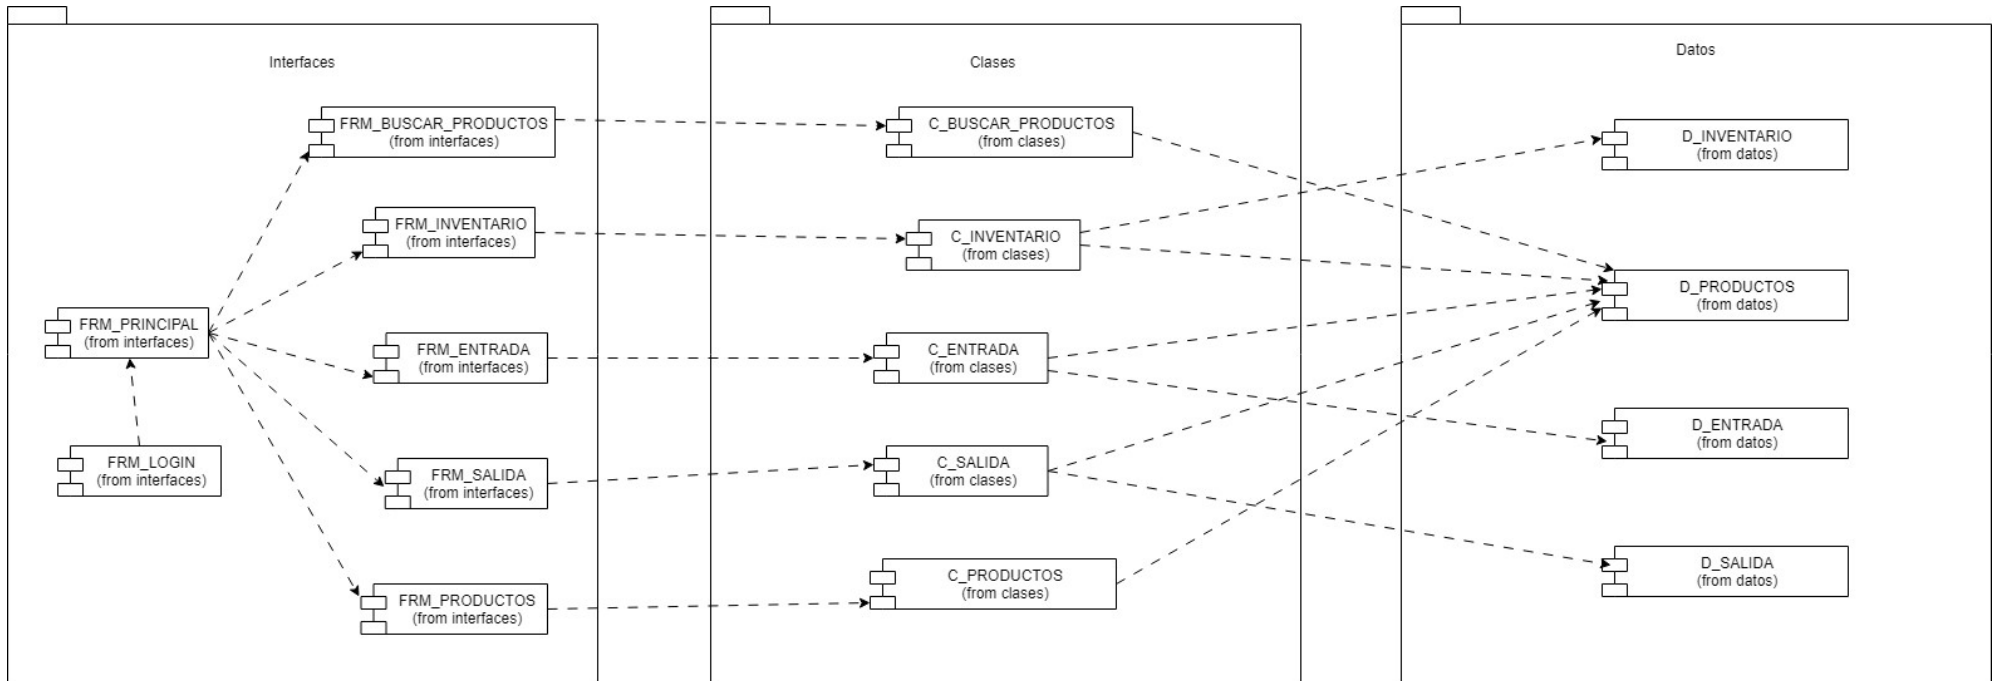 Interfaces
FRM_BUSCAR_PRODUCTOS
(from interfaces)
FRM_INVENTARIO
(from interfaces)
FRM_PRINCIPAL
(from interfaces)
FRM_ENTRADA
(from interfaces)
FRM_LOGIN
(from interfaces)
FRM_SALIDA
(from interfaces)
FRM_PRODUCTOS
(from interfaces)
Clases
C_BUSCAR_PRODUCTOS
(from clases)
C_INVENTARIO
(from clases)
C_ENTRADA
(from clases)
C_SALIDA
(from clases)
C_PRODUCTOS
(from clases)
Datos
D_INVENTARIO
(from datos)
D_PRODUCTOS
(from datos)
D_ENTRADA
(from datos)
D_SALIDA
(from datos)